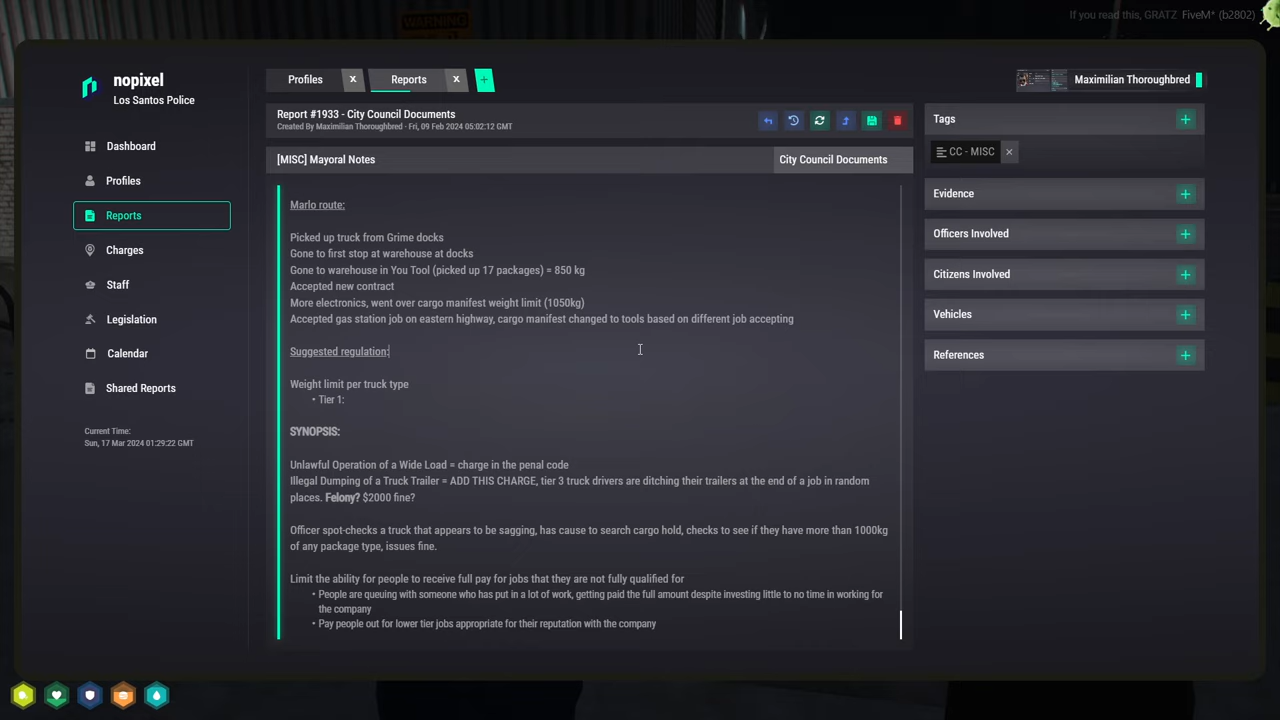 WARNING
If you read this, GRATZ FiveM* (b2802)
nopixel
Los Santos Police
Dashboard
Profiles
Reports
Charges
Staff
Legislation
Calendar
Shared Reports
Current Time:
Sun, 17 Mar 2024 01:29:22 GMT
Profiles x Reports x +
Maximilian Thoroughbred
Report #1933 - City Council Documents
Created By Maximilian Thoroughbred · Fri, 09 Feb 2024 05:02:12 GMT
[MISC] Mayoral Notes
City Council Documents
Marlo route:
Picked up truck from Grime docks
Gone to first stop at warehouse at docks
Gone to warehouse in You Tool (picked up 17 packages) = 850 kg
Accepted new contract
More electronics, went over cargo manifest weight limit (1050kg)
Accepted gas station job on eastern highway, cargo manifest changed to tools based on different job accepting
Suggested regulation:
Weight limit per truck type
• Tier 1:
SYNOPSIS:
Unlawful Operation of a Wide Load = charge in the penal code
Illegal Dumping of a Truck Trailer = ADD THIS CHARGE, tier 3 truck drivers are ditching their trailers at the end of a job in random
places. Felony? $2000 fine?
Officer spot-checks a truck that appears to be sagging, has cause to search cargo hold, checks to see if they have more than 1000kg
of any package type, issues fine.
Limit the ability for people to receive full pay for jobs that they are not fully qualified for
• People are queuing with someone who has put in a lot of work, getting paid the full amount despite investing little to no time in working for
the company
• Pay people out for lower tier jobs appropriate for their reputation with the company
Tags +
CC - MISC x
Evidence +
Officers Involved +
Citizens Involved +
Vehicles +
References +